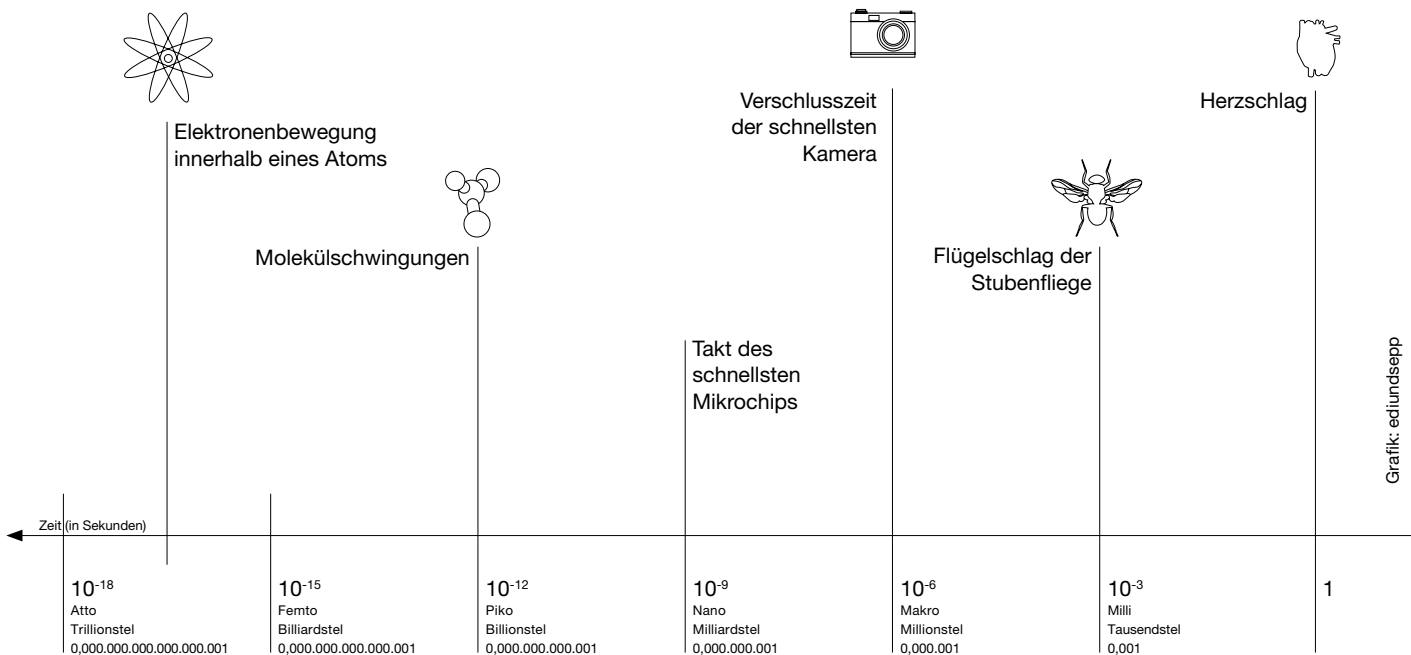 Elektronenbewegung
innerhalb eines Atoms
Molekülschwingungen
Takt des
schnellsten
Mikrochips
Verschlusszeit
der schnellsten
Kamera
Flügelschlag der
Stubenfliege
Herzschlag
Grafik: ediundsepp
Zeit (in Sekunden)
10⁻¹⁸
Atto
Trillionstel
0,000.000.000.000.000.001
10⁻¹⁵
Femto
Billiardstel
0,000.000.000.000.001
10⁻¹²
Piko
Billionstel
0,000.000.000.001
10⁻⁹
Nano
Milliardstel
0,000.000.001
10⁻⁶
Makro
Millionstel
0,000.001
10⁻³
Milli
Tausendstel
0,001
1